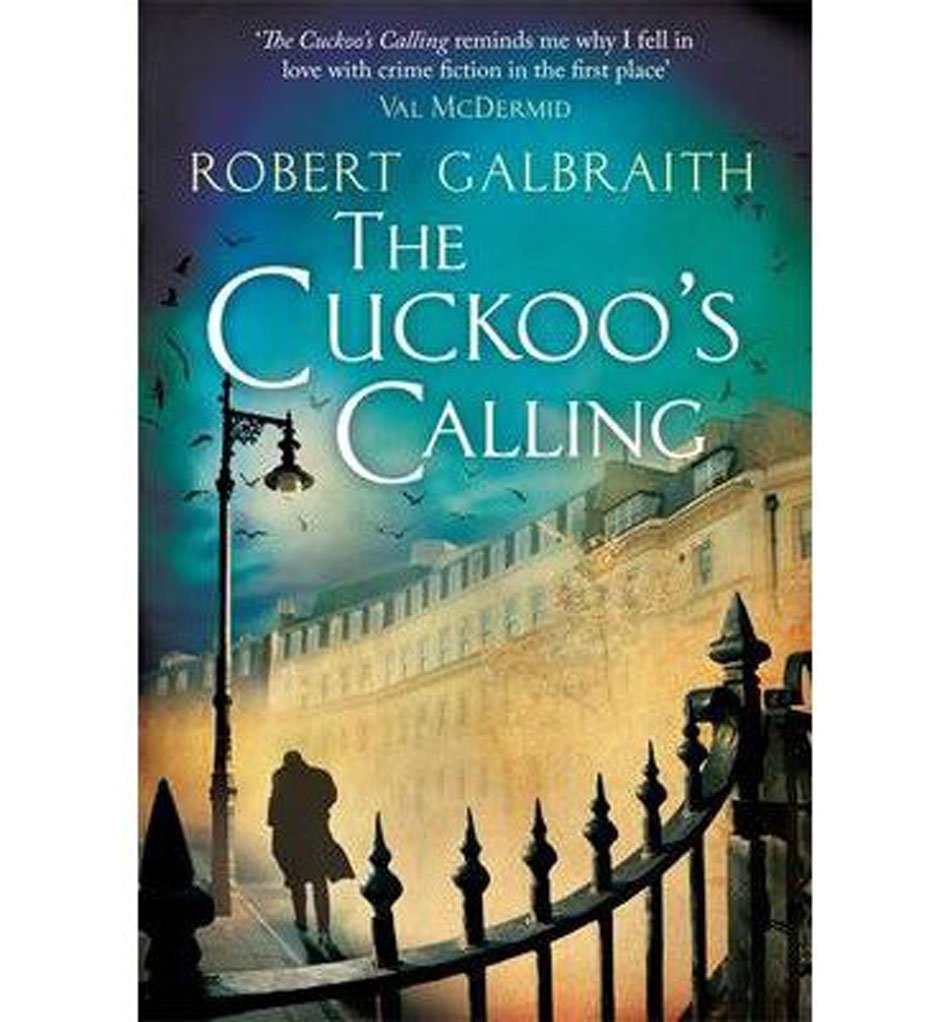 ‘The Cuckoo’s Calling reminds me why I fell in
love with crime fiction in the first place’
VAL MCDERMID
ROBERT GALBRAITH
THE
CUCKOO’S
CALLING